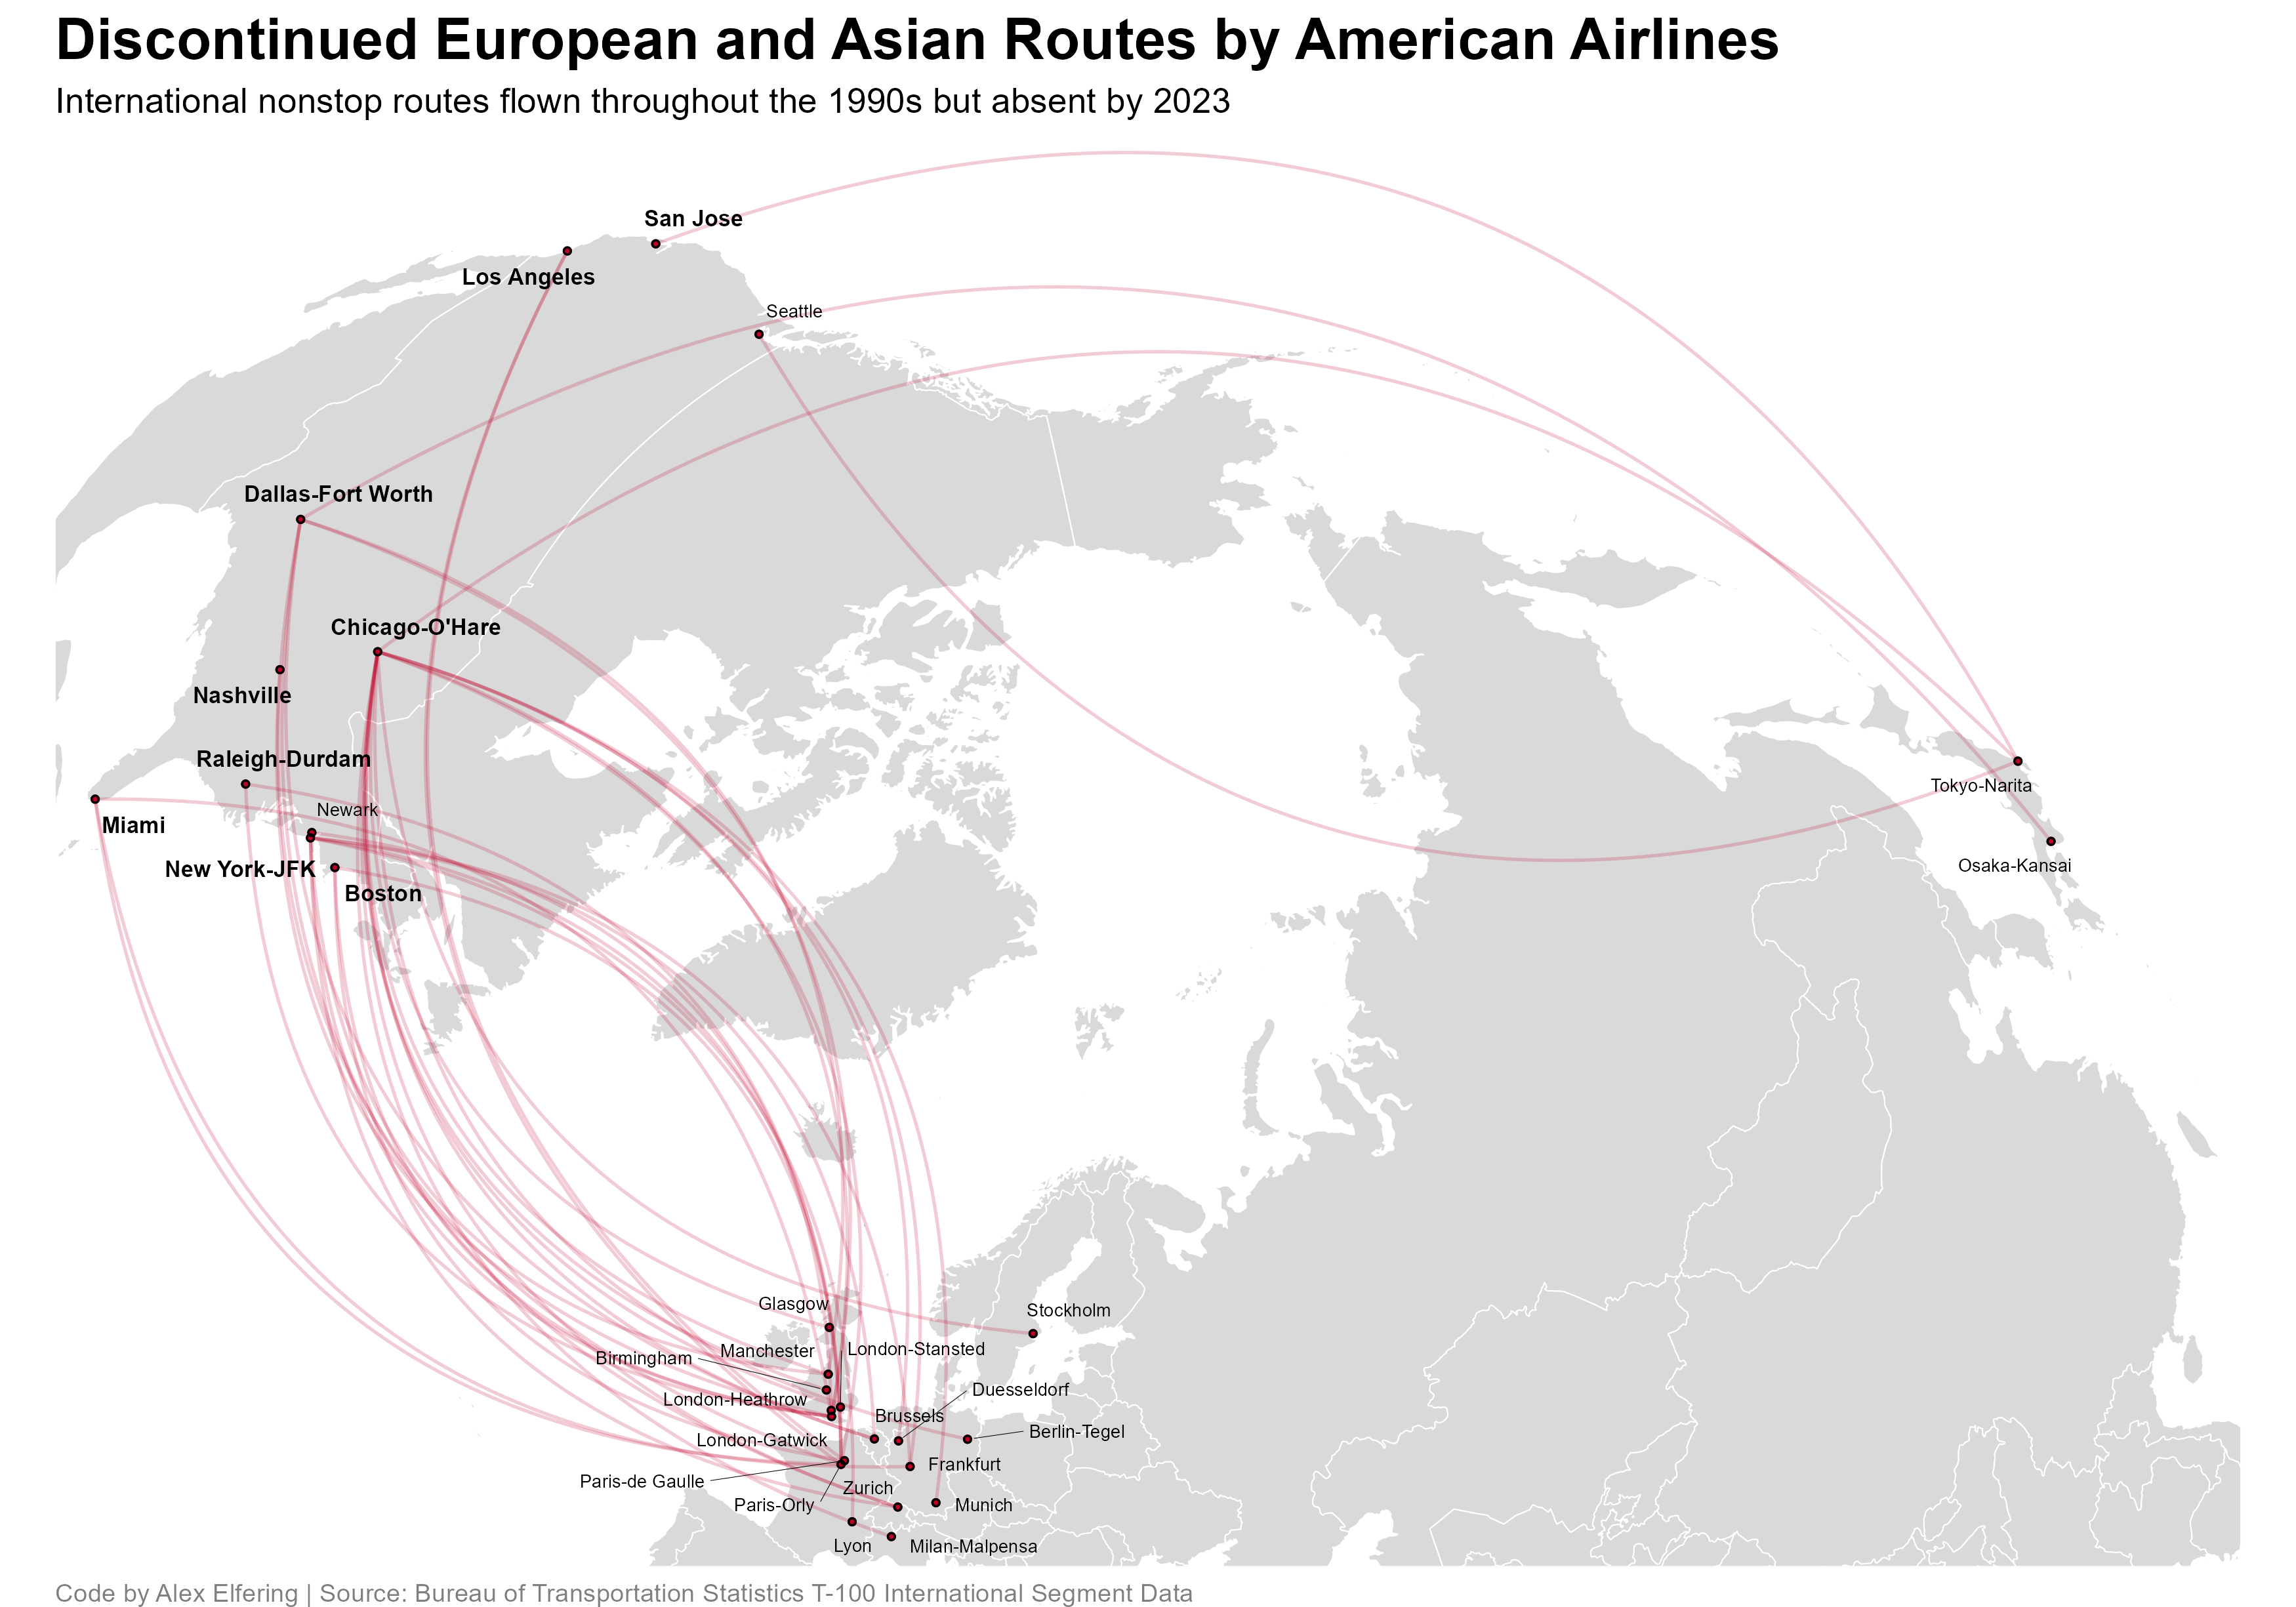 Discontinued European and Asian Routes by American Airlines
International nonstop routes flown throughout the 1990s but absent by 2023
San Jose
Los Angeles
Seattle
Dallas-Fort Worth
Chicago-O'Hare
Nashville
Raleigh-Durdam
Tokyo-Narita
Newark
Miami
New York-JFK
Osaka-Kansai
Boston
Glasgow
Stockholm
Manchester
London-Stansted
Birmingham
Duesseldorf
London-Heathrow
Brussels
Berlin-Tegel
London-Gatwick
Frankfurt
Paris-de Gaulle
Zurich
Paris-Orly
Munich
Lyon
Milan-Malpensa
Code by Alex Elfering | Source: Bureau of Transportation Statistics T-100 International Segment Data